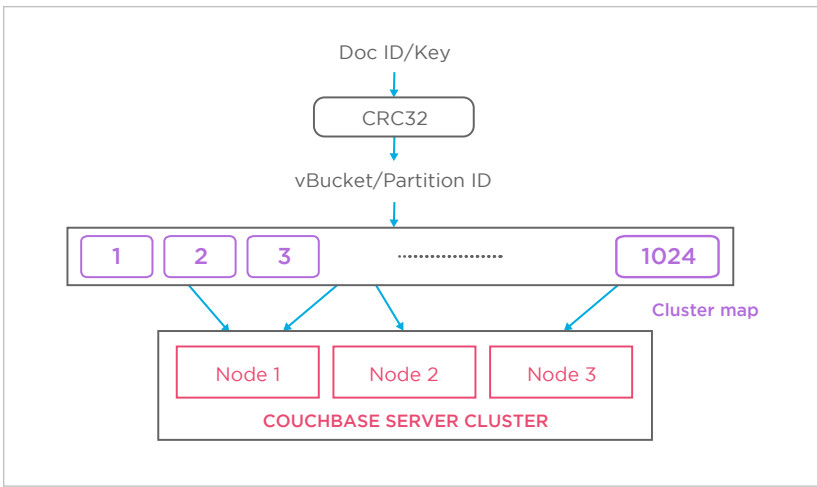 Doc ID/Key
CRC32
vBucket/Partition ID
1 2 3 1024
Cluster map
Node 1 Node 2 Node 3
COUCHBASE SERVER CLUSTER